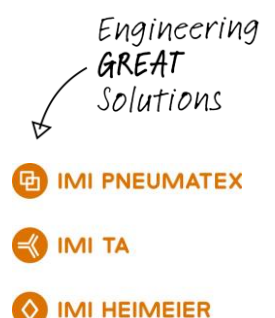 Engineering
GREAT
Solutions
IMI PNEUMATEX
IMI TA
IMI HEIMEIER